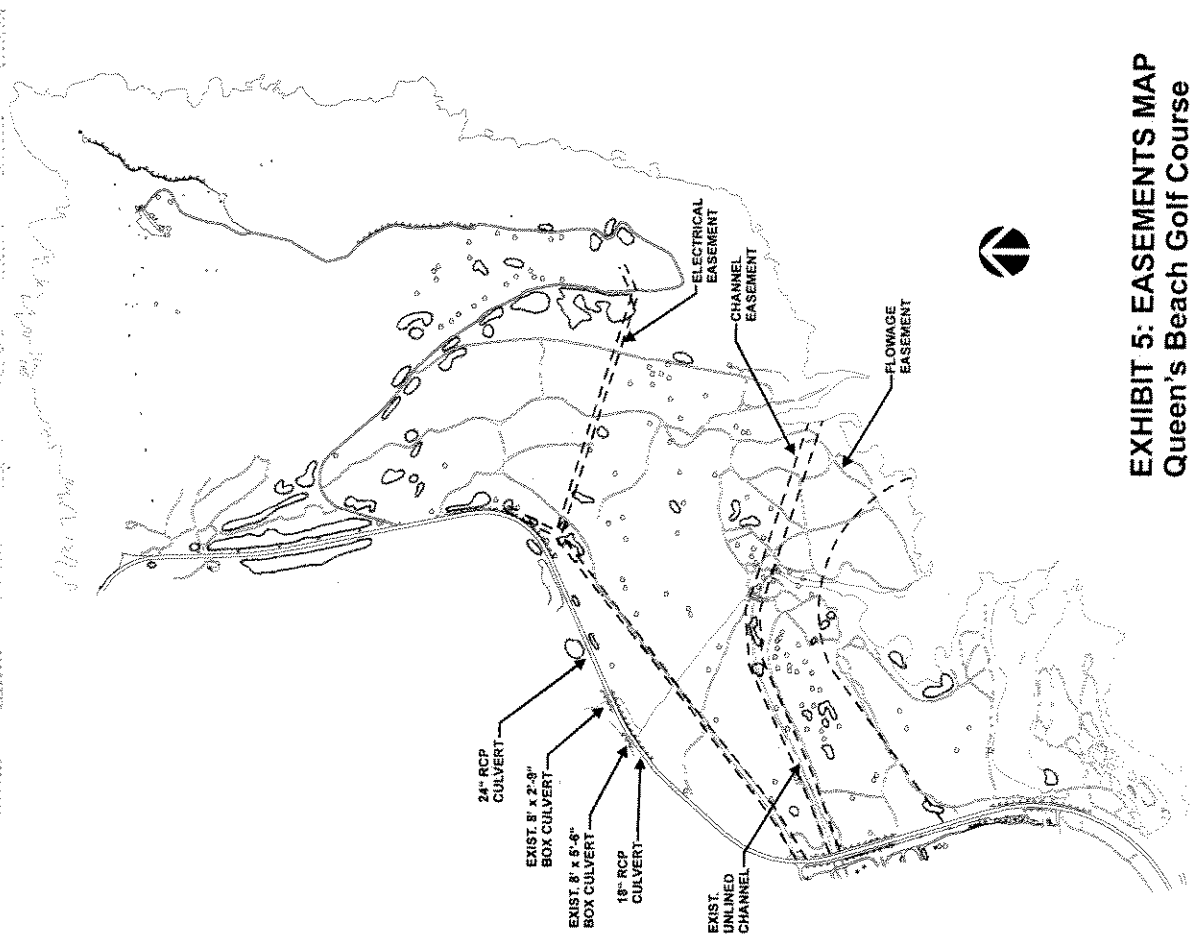 24" RCP
CULVERT
EXIST. 8' x 2'-9"
BOX CULVERT
EXIST. 8' x 5'-6"
BOX CULVERT
18" RCP
CULVERT
EXIST.
UNLINED
CHANNEL
ELECTRICAL
EASEMENT
CHANNEL
EASEMENT
FLOWAGE
EASEMENT
EXHIBIT 5: EASEMENTS MAP
Queen's Beach Golf Course